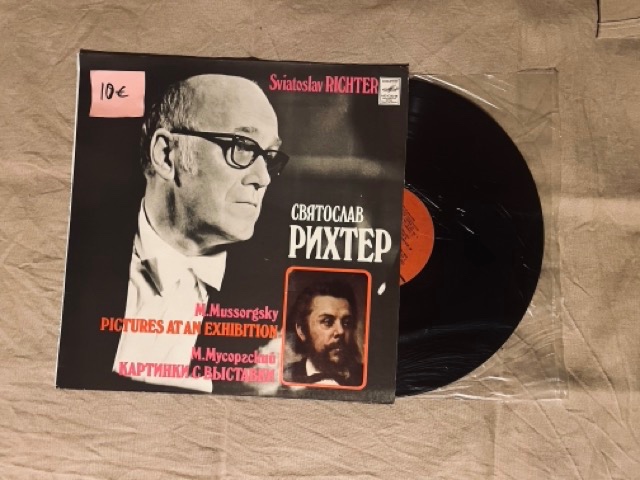 10€
Sviatoslav RICHTER
СВЯТОСЛАВ
РИХТЕР
M.Mussorgsky
PICTURES AT AN EXHIBITION
М.Мусоргский
КАРТИНКИ С ВЫСТАВКИ